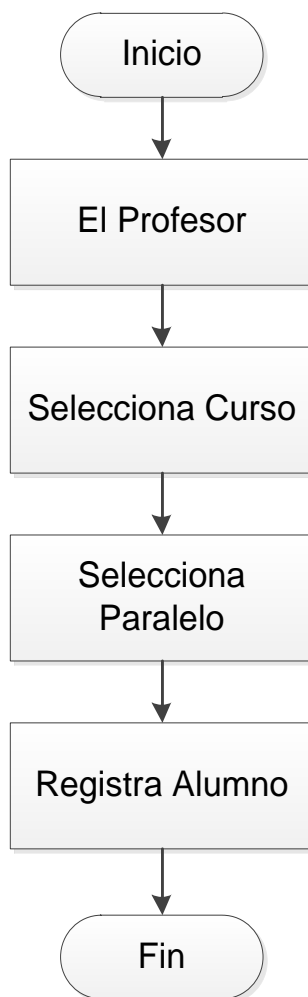 Inicio
El Profesor
Selecciona Curso
Selecciona
Paralelo
Registra Alumno
Fin